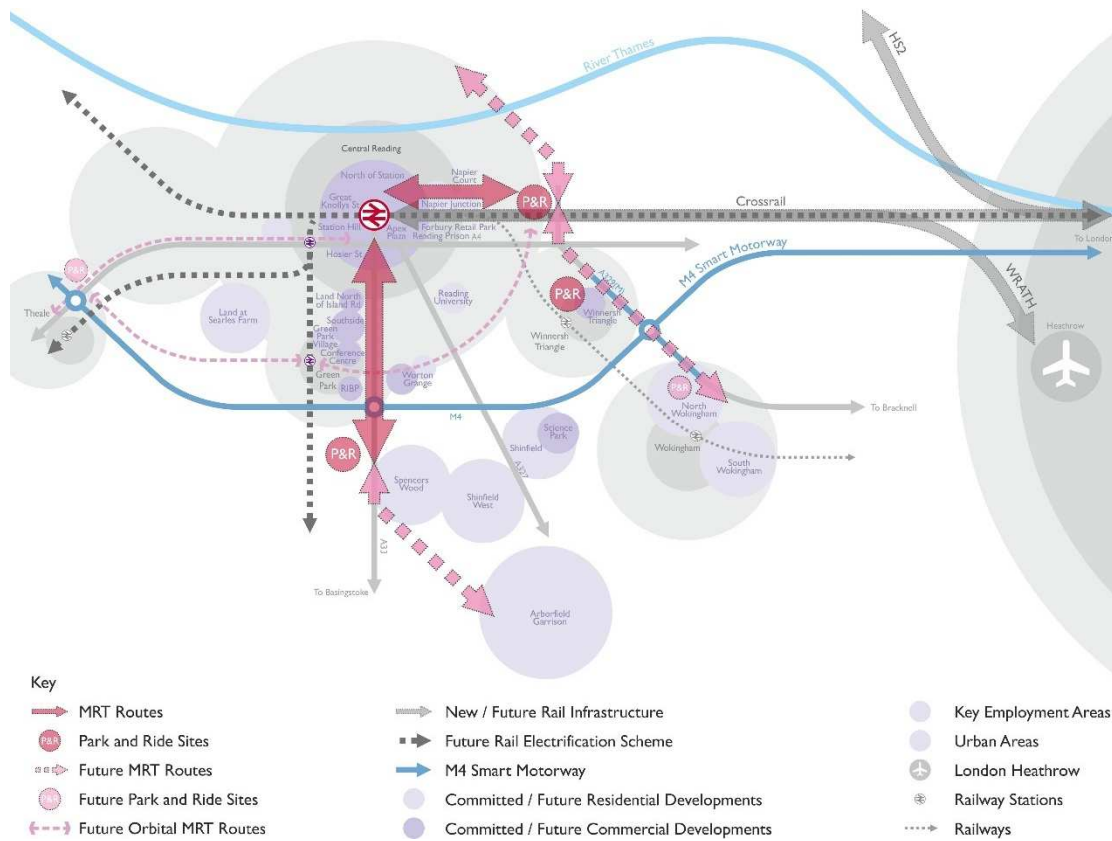 HS2
River Thames
Central Reading
North of Station
Napier
Court
Great
Knollys St
Napier Junction
P&R
Crossrail
Station Hill
Apex
Plaza
Forbury Retail Park
Reading Prison
A4
Hosier St
To London
M4 Smart Motorway
P&R
WRATH
A329(M)
P&R
Theale
Land at
Searles Farm
Land North
of Island Rd
Reading
University
Southside
Green
Park
Village
Conference
Centre
Winnersh
Triangle
Winnersh
Triangle
Heathrow
Green
Park
RIBP
Worton
Grange
P&R
North
Wokingham
M4
To Bracknell
Science
Park
Shinfield
Wokingham
South
Wokingham
P&R
Spencers
Wood
Shinfield
West
A327
A33
To Basingstoke
Arborfield
Garrison
Key
MRT Routes
P&R
Park and Ride Sites
Future MRT Routes
P&R
Future Park and Ride Sites
Future Orbital MRT Routes
New / Future Rail Infrastructure
Future Rail Electrification Scheme
M4 Smart Motorway
Committed / Future Residential Developments
Committed / Future Commercial Developments
Key Employment Areas
Urban Areas
London Heathrow
Railway Stations
Railways